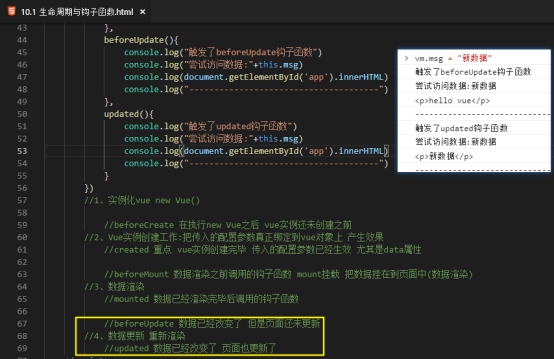 10.1 生命周期与钩子函数.html
43 },
44 beforeUpdate(){
45 console.log("触发了beforeUpdate钩子函数")
46 console.log("尝试访问数据:"+this.msg)
47 console.log(document.getElementById('app').innerHTML)
48 console.log("------------------------------------")
49 },
50 updated(){
51 console.log("触发了updated钩子函数")
52 console.log("尝试访问数据:"+this.msg)
53 console.log(document.getElementById('app').innerHTML)
54 console.log("------------------------------------")
55 }
56 })
57 //1、实例化vue new Vue()
58
59 //beforeCreate 在执行new Vue之后 vue实例还未创建之前
60 //2、Vue实例创建工作:把传入的配置参数真正绑定到vue对象上 产生效果
61 //created 重点 vue实例创建完毕 传入的配置参数已经生效 尤其是data属性
62
63 //beforeMount 数据渲染之前调用的钩子函数 mount挂载 把数据挂在到页面中(数据渲染)
64 //3、数据渲染
65 //mounted 数据已经渲染完毕后调用的钩子函数
66
67 //beforeUpdate 数据已经改变了 但是页面还未更新
68 //4、数据更新 重新渲染
69 //updated 数据已经改变了 页面也更新了
> vm.msg = "新数据"
触发了beforeUpdate钩子函数
尝试访问数据:新数据
<p>hello vue</p>
------------------------------------
触发了updated钩子函数
尝试访问数据:新数据
<p>新数据</p>
------------------------------------